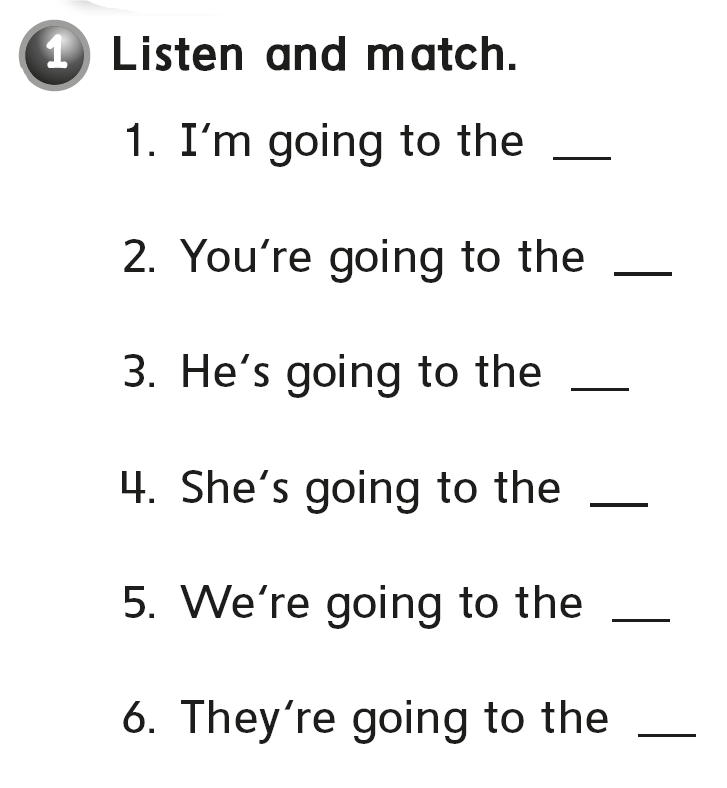 1 Listen and match.
1. I‘m going to the ___
2. You‘re going to the ___
3. He‘s going to the ___
4. She‘s going to the ___
5. We‘re going to the ___
6. They‘re going to the ___